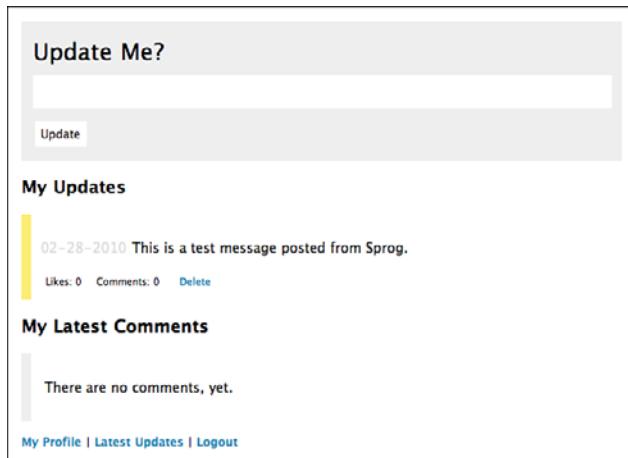 Update Me?
Update
My Updates
02-28-2010 This is a test message posted from Sprog.
Likes: 0 Comments: 0 Delete
My Latest Comments
There are no comments, yet.
My Profile | Latest Updates | Logout